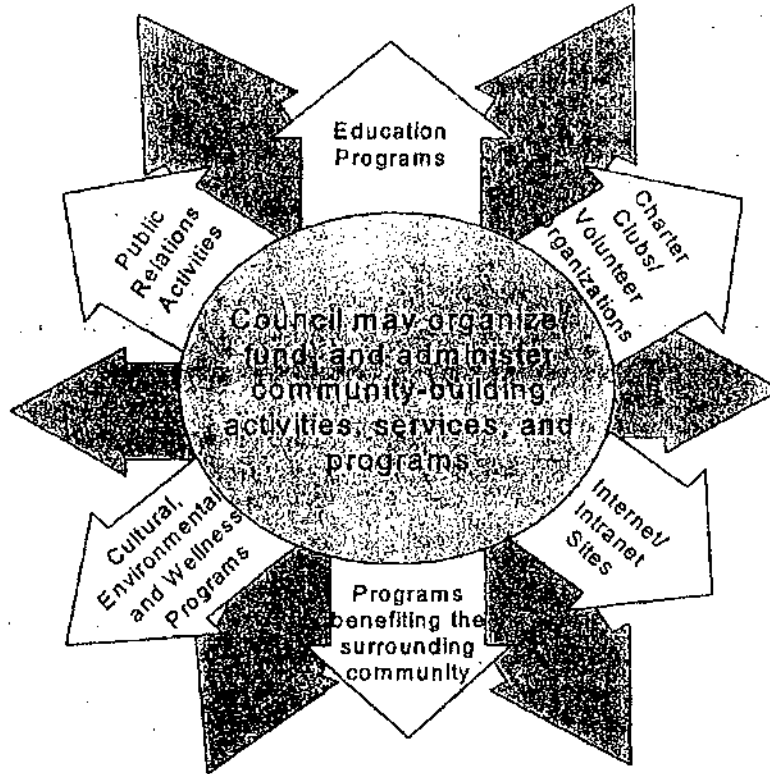 Education
Programs
Charter
Clubs/
Volunteer
Organizations
Internet/
Intranet
Sites
Programs
benefiting the
surrounding
community
Cultural,
Environmental
and Wellness
Programs
Public
Relations
Activities
Council may organize,
fund, and administer
community-building
activities, services, and
programs